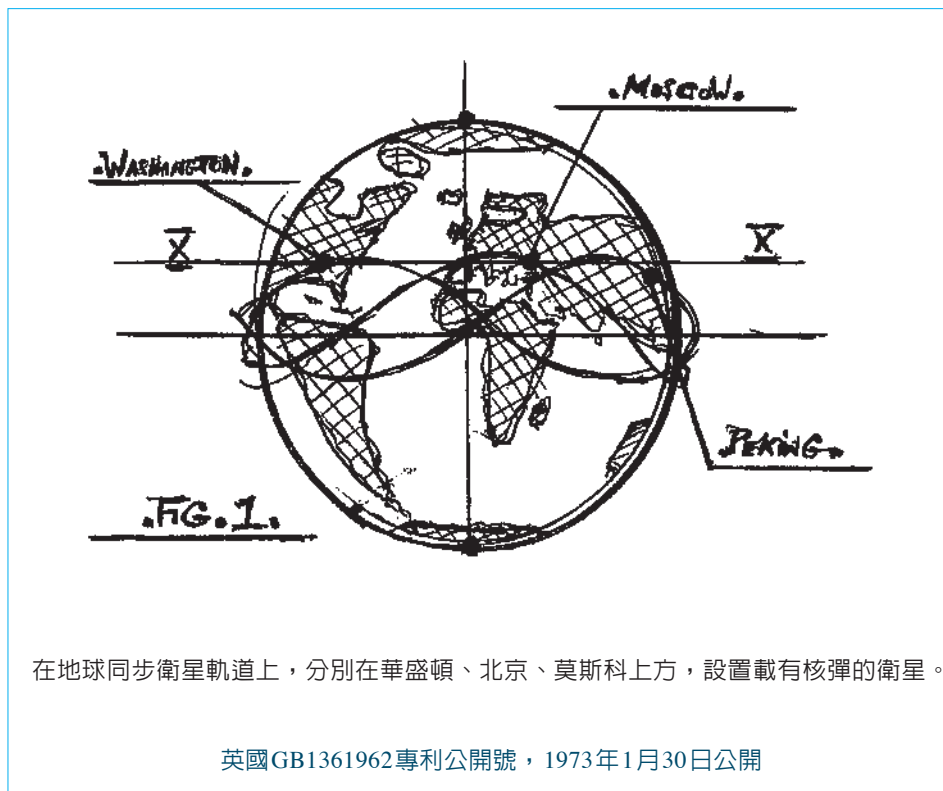 .MOSCOW.
.WASHINGTON.
X X
.PEKING.
.FIG. 1.
在地球同步衛星軌道上，分別在華盛頓、北京、莫斯科上方，設置載有核彈的衛星。
英國GB1361962專利公開號，1973年1月30日公開